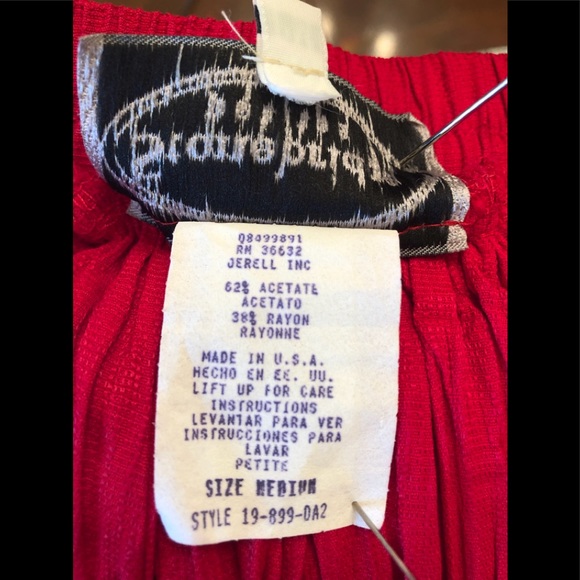 Q8499891
RN 36632
JERELL INC
62% ACETATE
ACETATO
38% RAYON
RAYONNE
MADE IN U.S.A.
HECHO EN EE. UU.
LIFT UP FOR CARE
INSTRUCTIONS
LEVANTAR PARA VER
INSTRUCCIONES PARA
LAVAR
PETITE
SIZE MEDIUM
STYLE 19-899-DA2